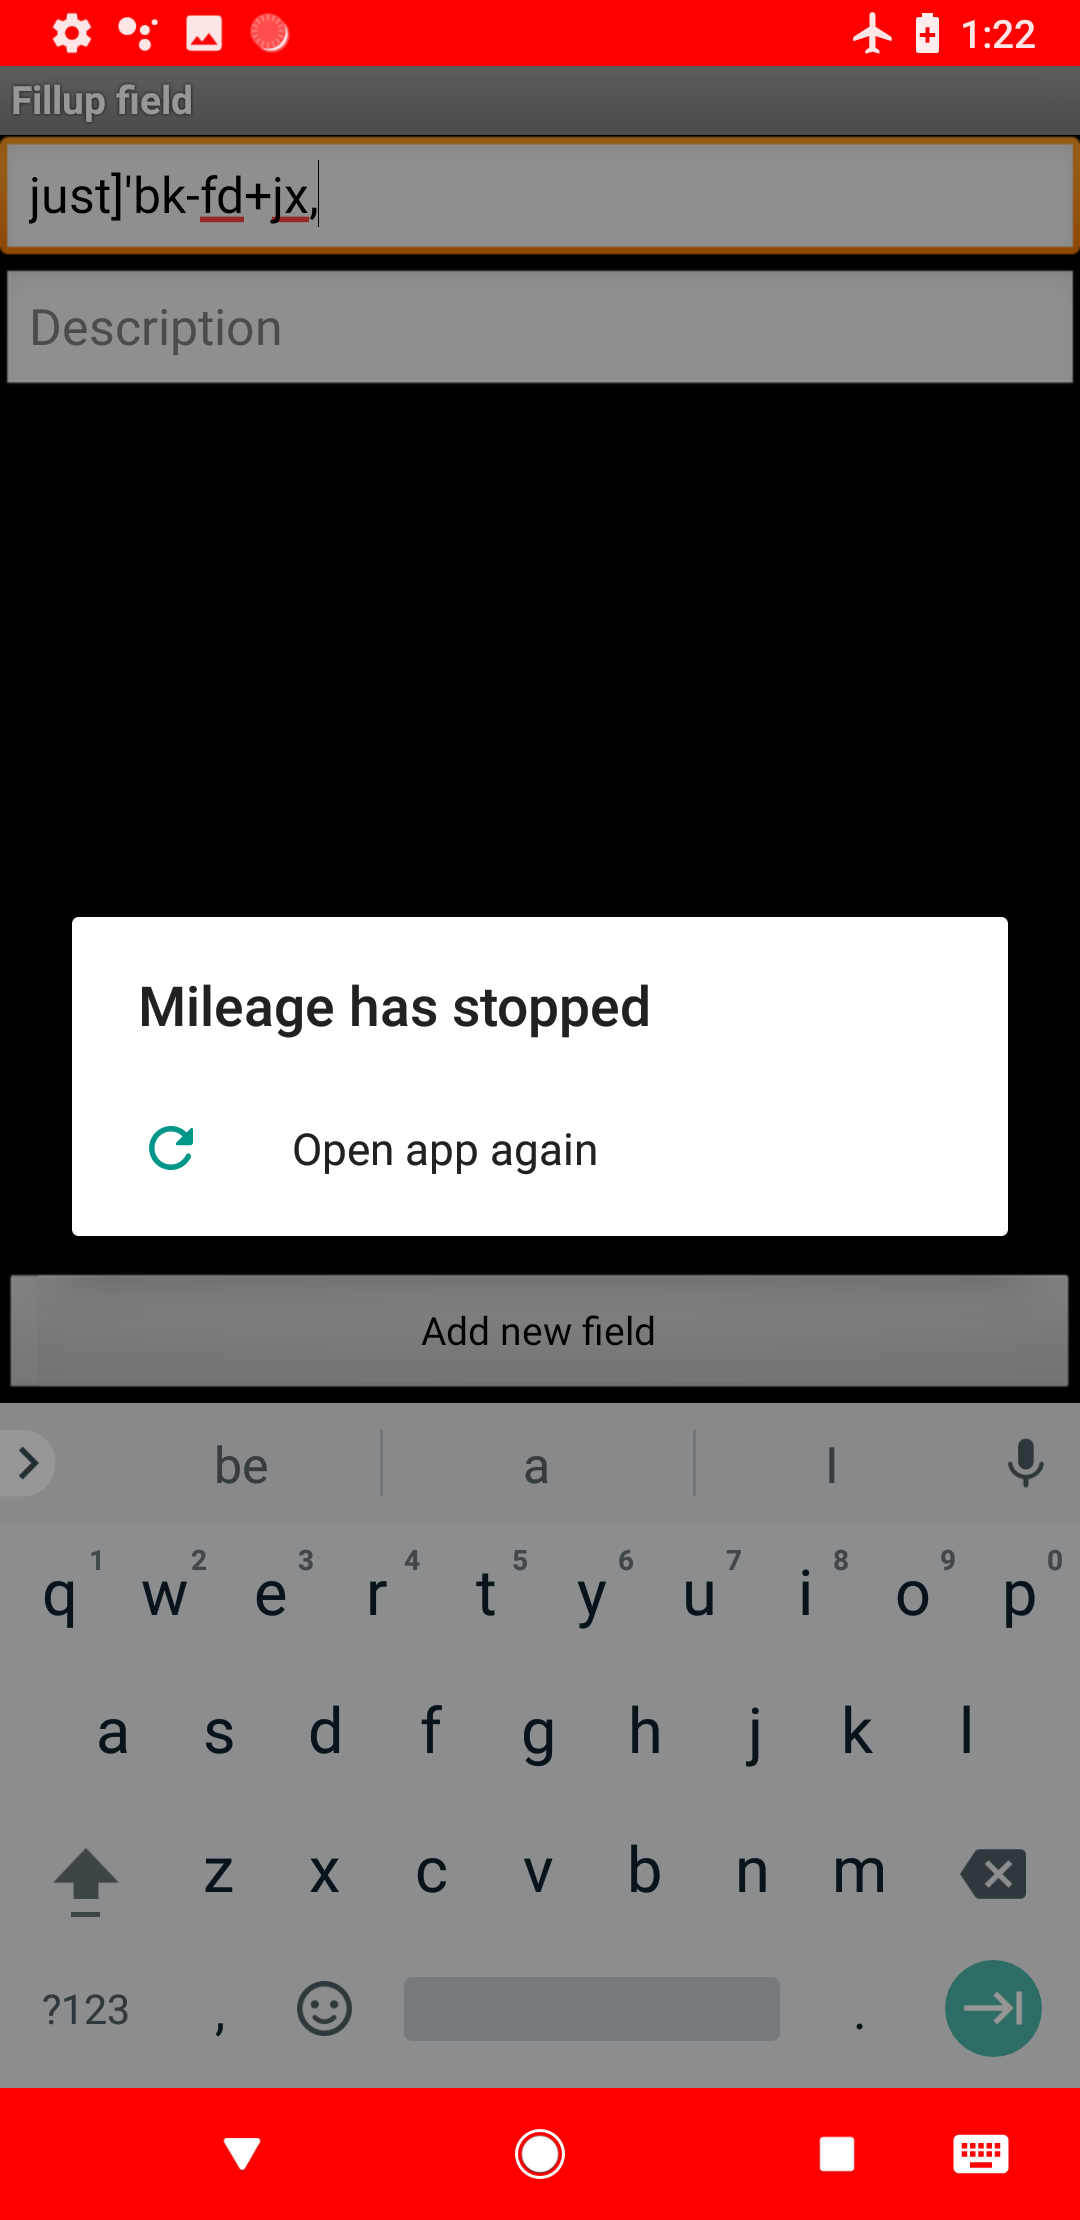 1:22
Fillup field
just]'bk-fd+jx,
Description
Mileage has stopped
Open app again
Add new field
be a I
1 2 3 4 5 6 7 8 9 0
q w e r t y u i o p
a s d f g h j k l
z x c v b n m
?123 , .